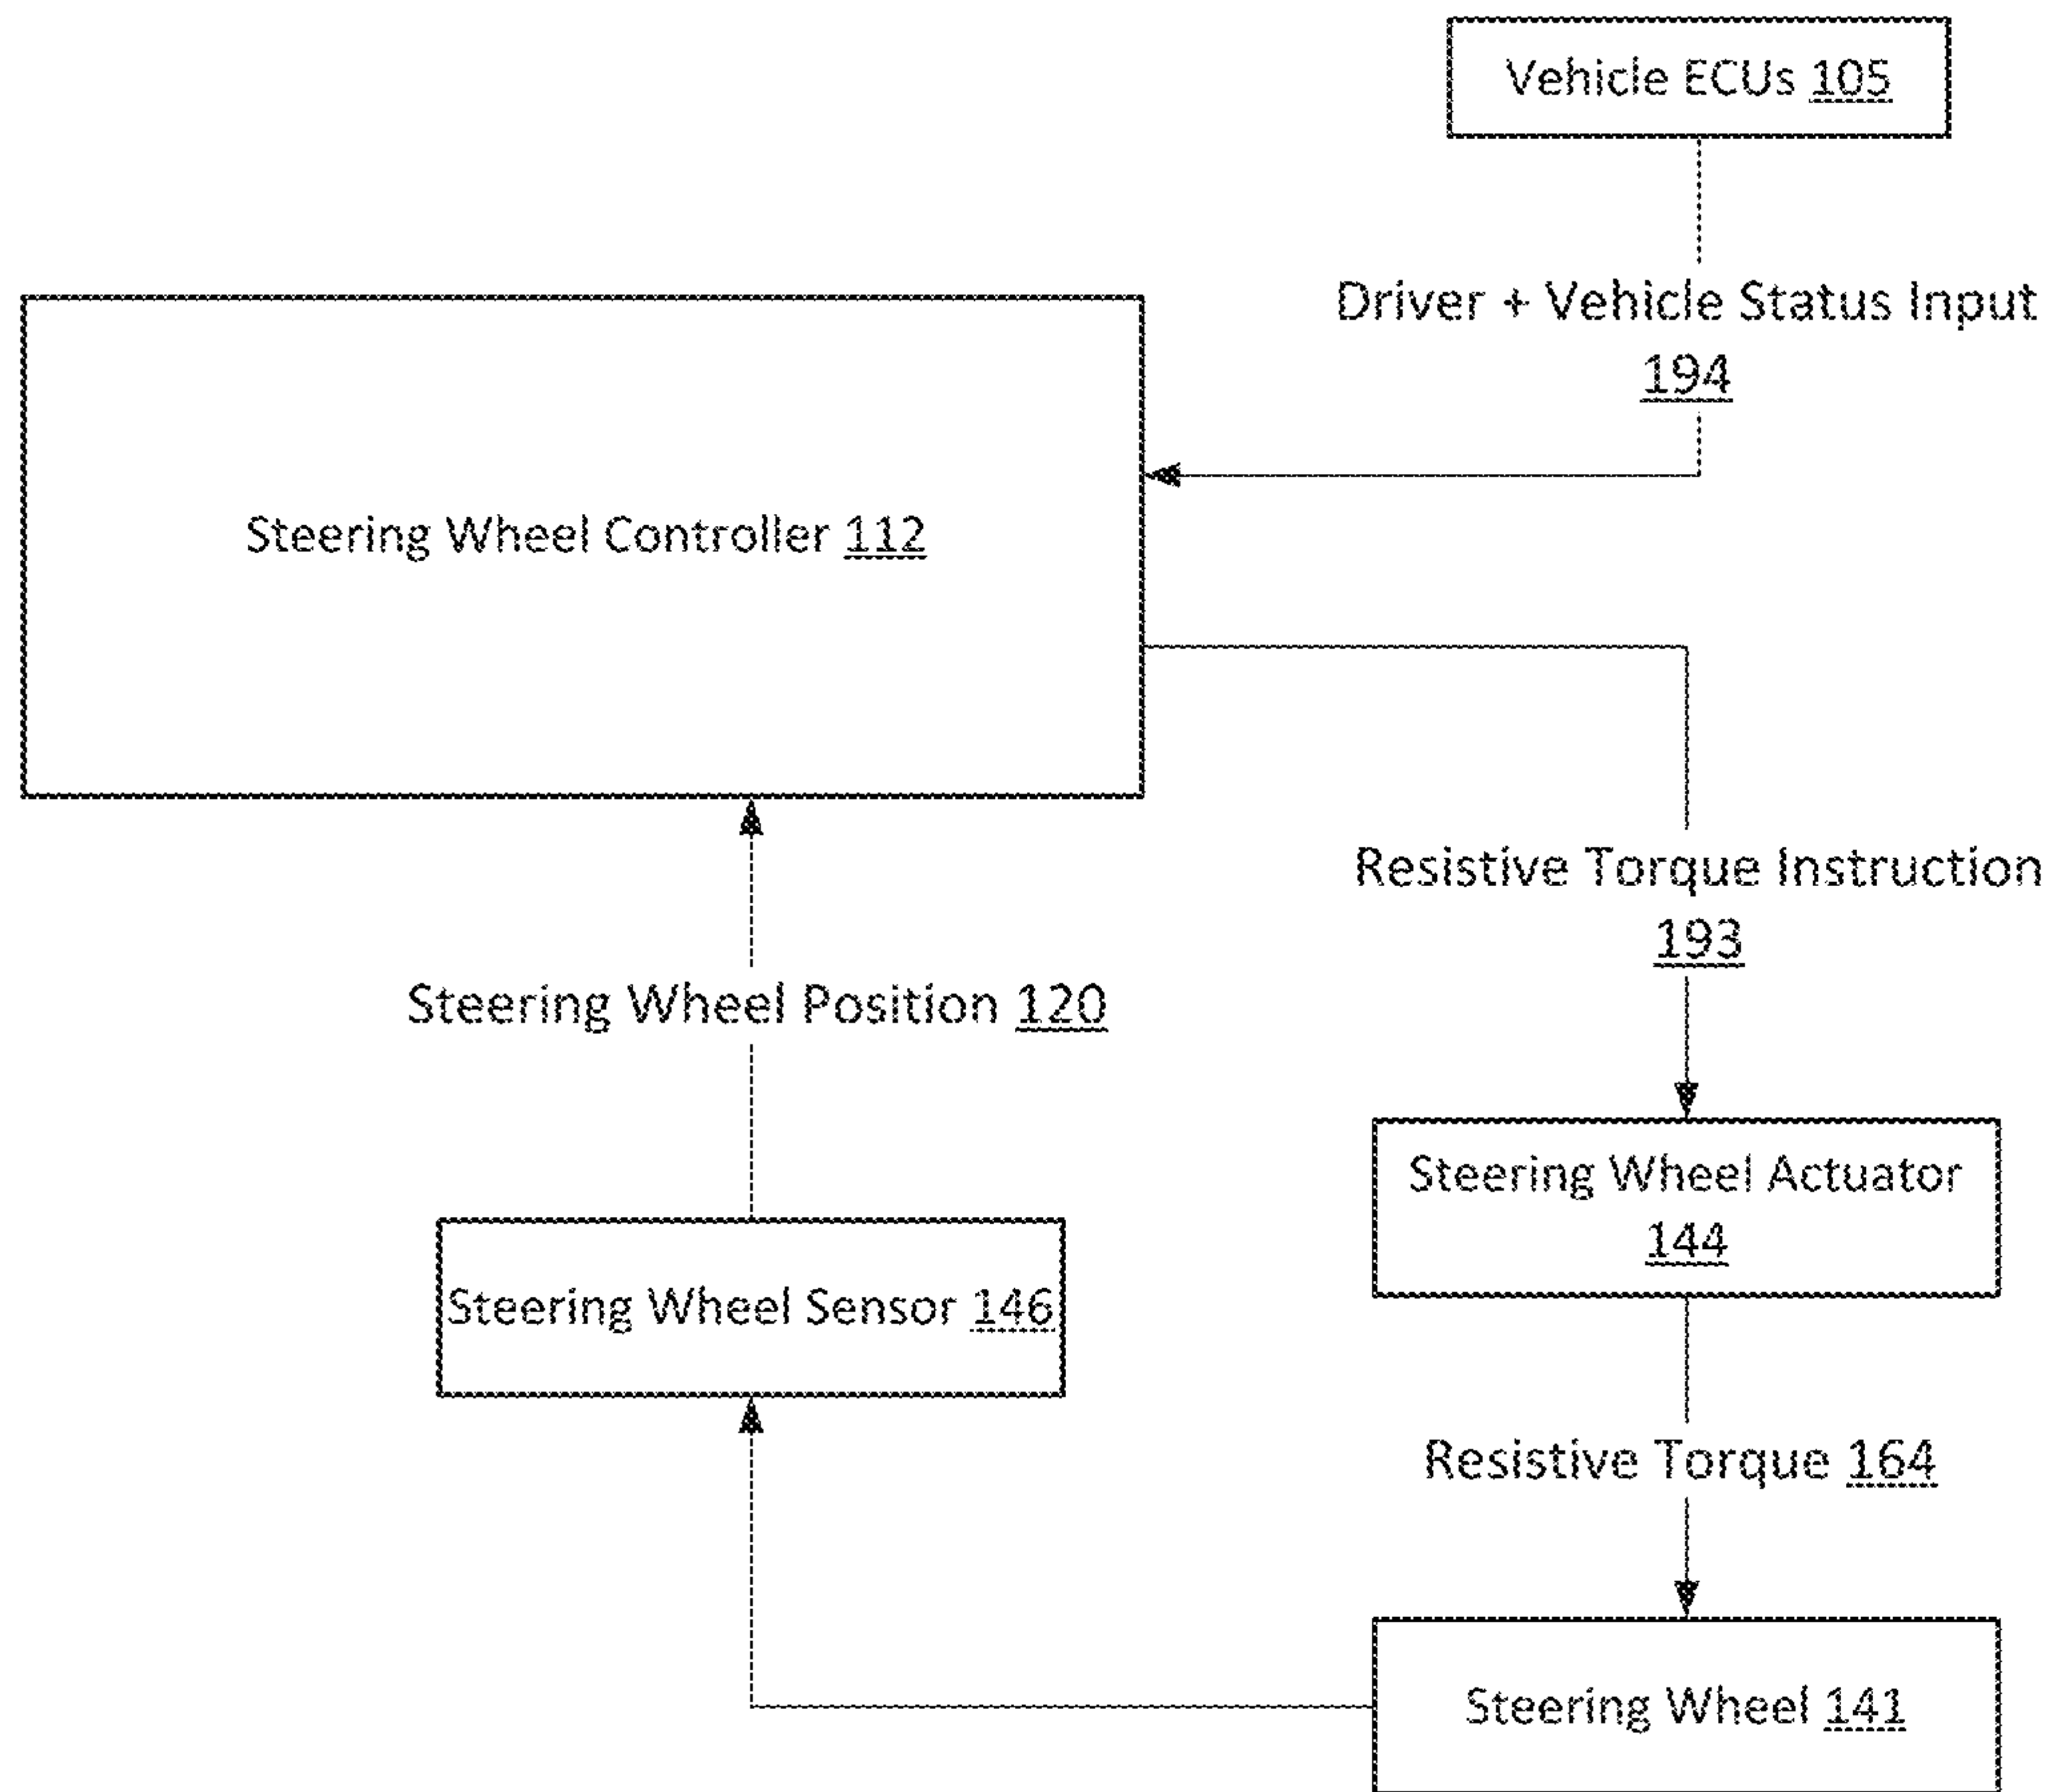 Vehicle ECUs 105
Driver + Vehicle Status Input
194
Steering Wheel Controller 112
Resistive Torque Instruction
193
Steering Wheel Position 120
Steering Wheel Actuator
144
Steering Wheel Sensor 146
Resistive Torque 164
Steering Wheel 141